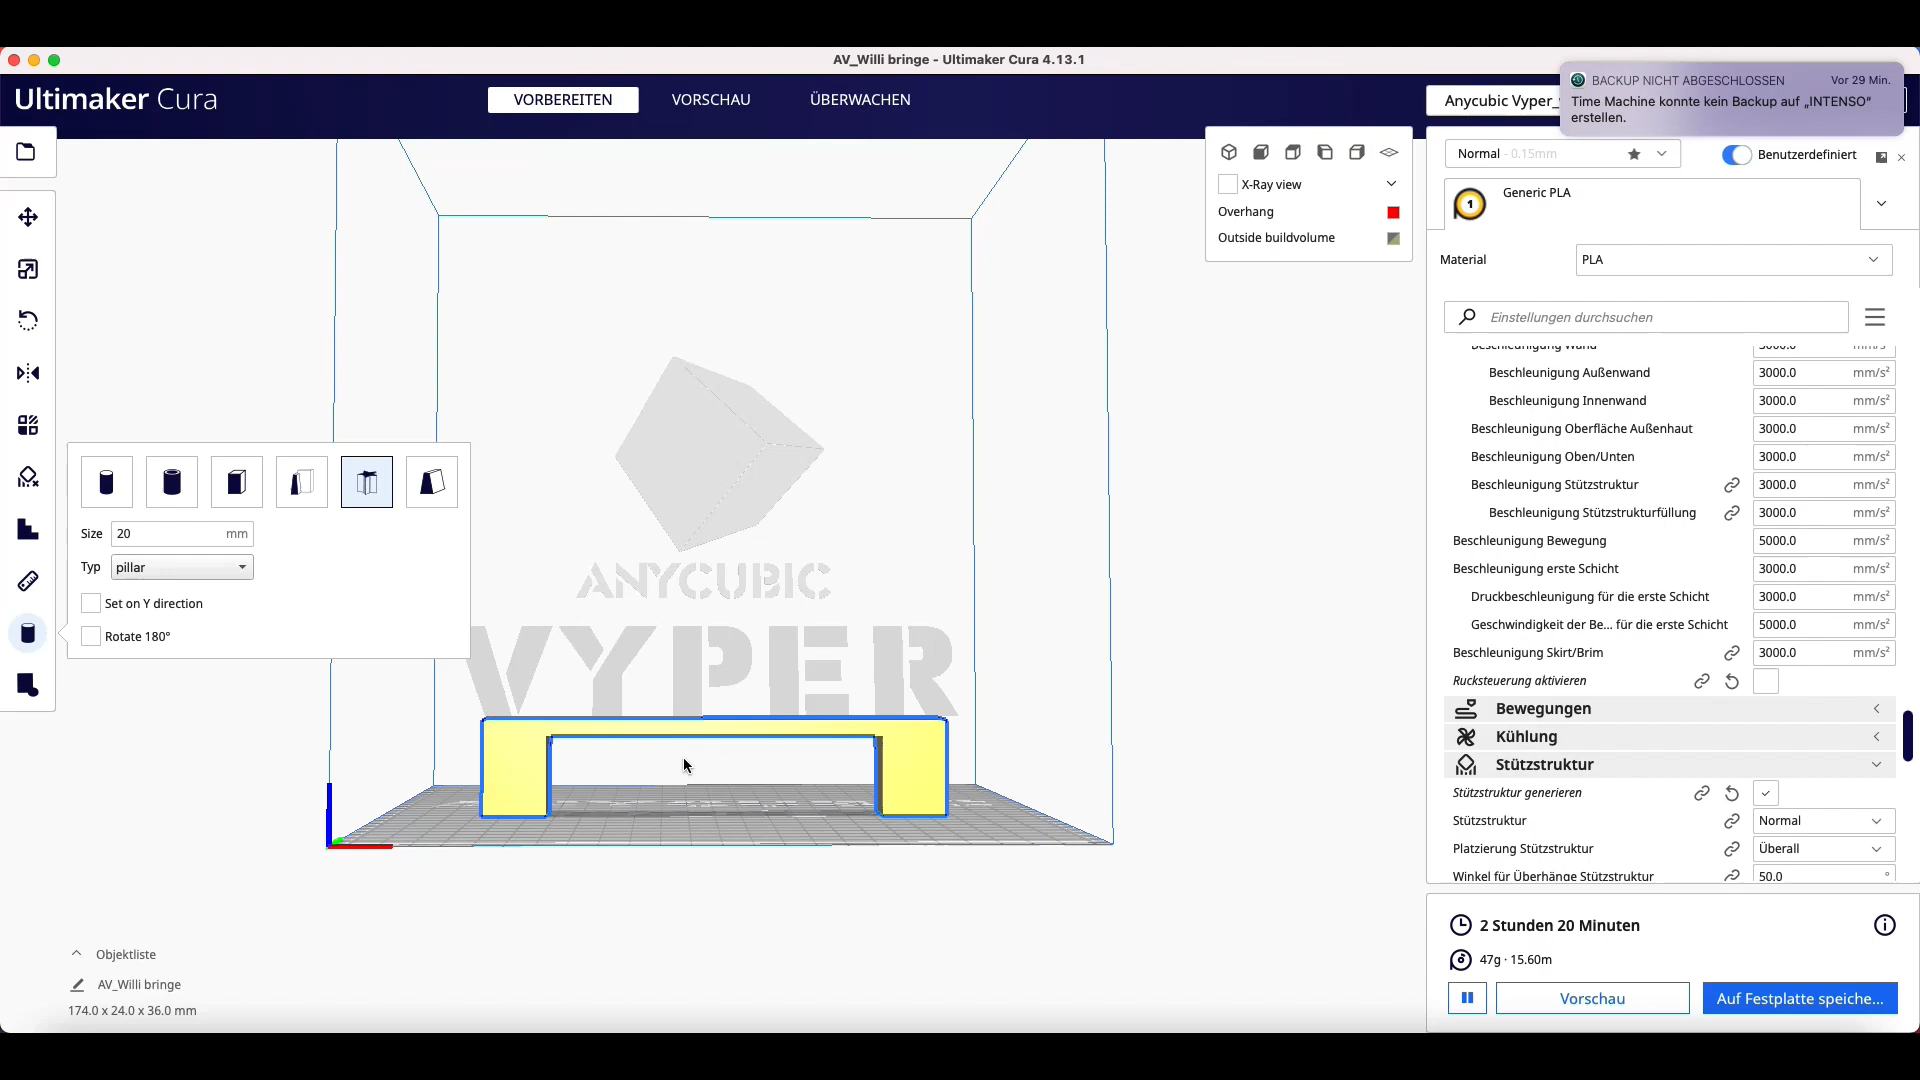 AV_Willi bringe - Ultimaker Cura 4.13.1
Ultimaker Cura
VORBEREITEN
VORSCHAU
ÜBERWACHEN
Anycubic Vyper_
BACKUP NICHT ABGESCHLOSSEN
Vor 29 Min.
Time Machine konnte kein Backup auf „INTENSO"
erstellen.
Normal - 0.15mm
Benutzerdefiniert
X-Ray view
Overhang
Outside buildvolume
1
Generic PLA
Material
PLA
Einstellungen durchsuchen
Beschleunigung Wand 3000.0 mm/s²
Beschleunigung Außenwand 3000.0 mm/s²
Beschleunigung Innenwand 3000.0 mm/s²
Beschleunigung Oberfläche Außenhaut 3000.0 mm/s²
Beschleunigung Oben/Unten 3000.0 mm/s²
Beschleunigung Stützstruktur 3000.0 mm/s²
Beschleunigung Stützstrukturfüllung 3000.0 mm/s²
Beschleunigung Bewegung 5000.0 mm/s²
Beschleunigung erste Schicht 3000.0 mm/s²
Druckbeschleunigung für die erste Schicht 3000.0 mm/s²
Geschwindigkeit der Be... für die erste Schicht 5000.0 mm/s²
Beschleunigung Skirt/Brim 3000.0 mm/s²
Rucksteuerung aktivieren
Bewegungen
Kühlung
Stützstruktur
Stützstruktur generieren
Stützstruktur Normal
Platzierung Stützstruktur Überall
Winkel für Überhänge Stützstruktur 50.0 °
Size 20 mm
Typ pillar
Set on Y direction
Rotate 180°
ANYCUBIC
VYPER
Objektliste
AV_Willi bringe
174.0 x 24.0 x 36.0 mm
2 Stunden 20 Minuten
47g · 15.60m
Vorschau
Auf Festplatte speiche...